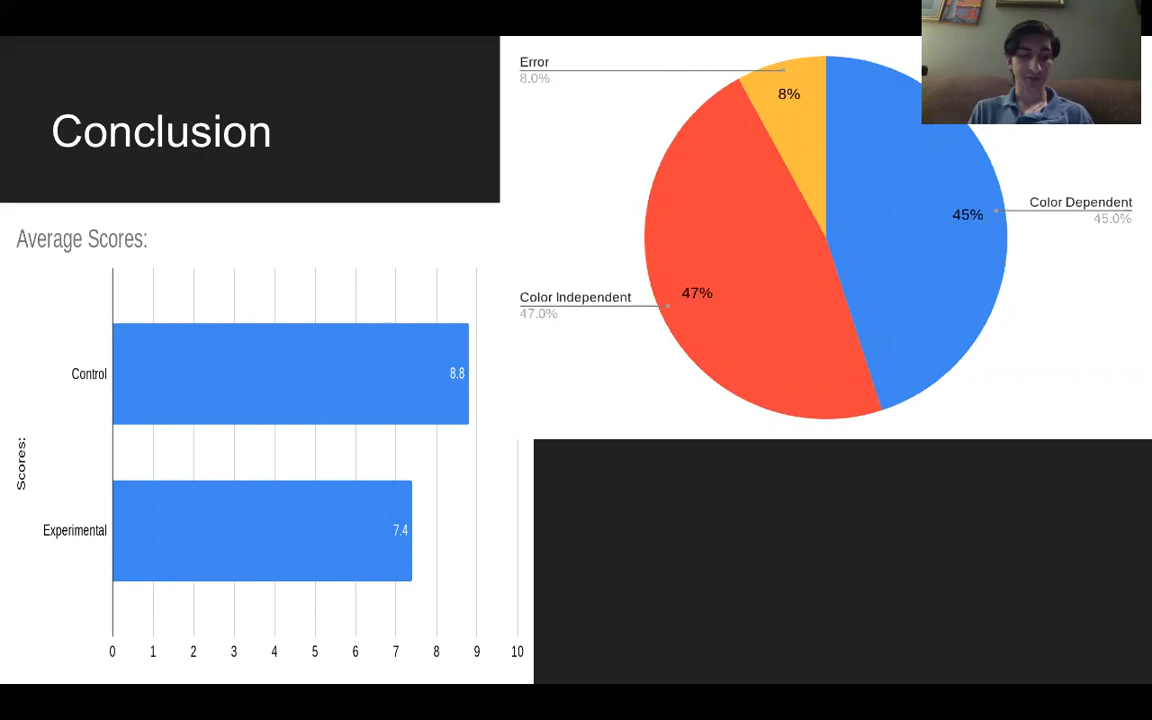 Conclusion
Average Scores:
Scores:
Control
8.8
Experimental
7.4
0 1 2 3 4 5 6 7 8 9 10
Error
8.0%
8%
Color Dependent
45.0%
45%
Color Independent
47.0%
47%